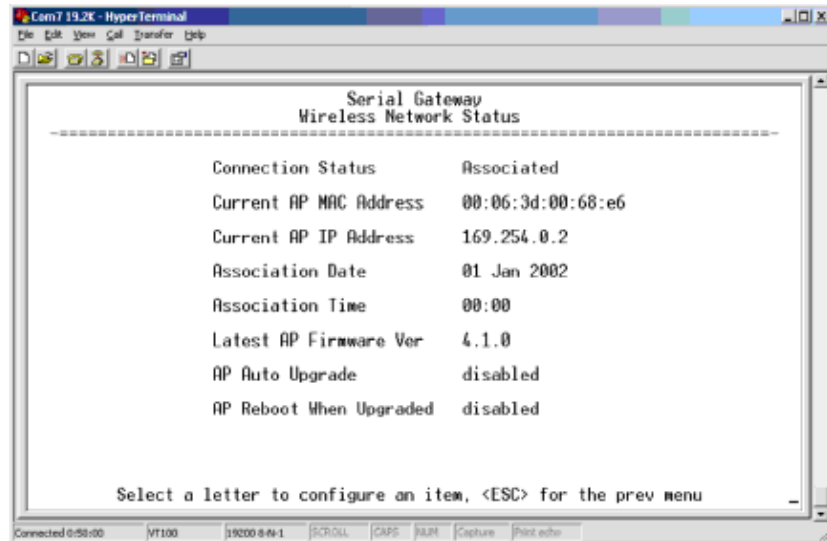 Com7 19.2K - HyperTerminal
File Edit View Call Transfer Help
Serial Gateway
Wireless Network Status
-==========================================================================-
Connection Status Associated
Current AP MAC Address 00:06:3d:00:68:e6
Current AP IP Address 169.254.0.2
Association Date 01 Jan 2002
Association Time 00:00
Latest AP Firmware Ver 4.1.0
AP Auto Upgrade disabled
AP Reboot When Upgraded disabled
Select a letter to configure an item, <ESC> for the prev menu _
Connected 0:50:00 VT100 19200 8-N-1 SCROLL CAPS NUM Capture Print echo